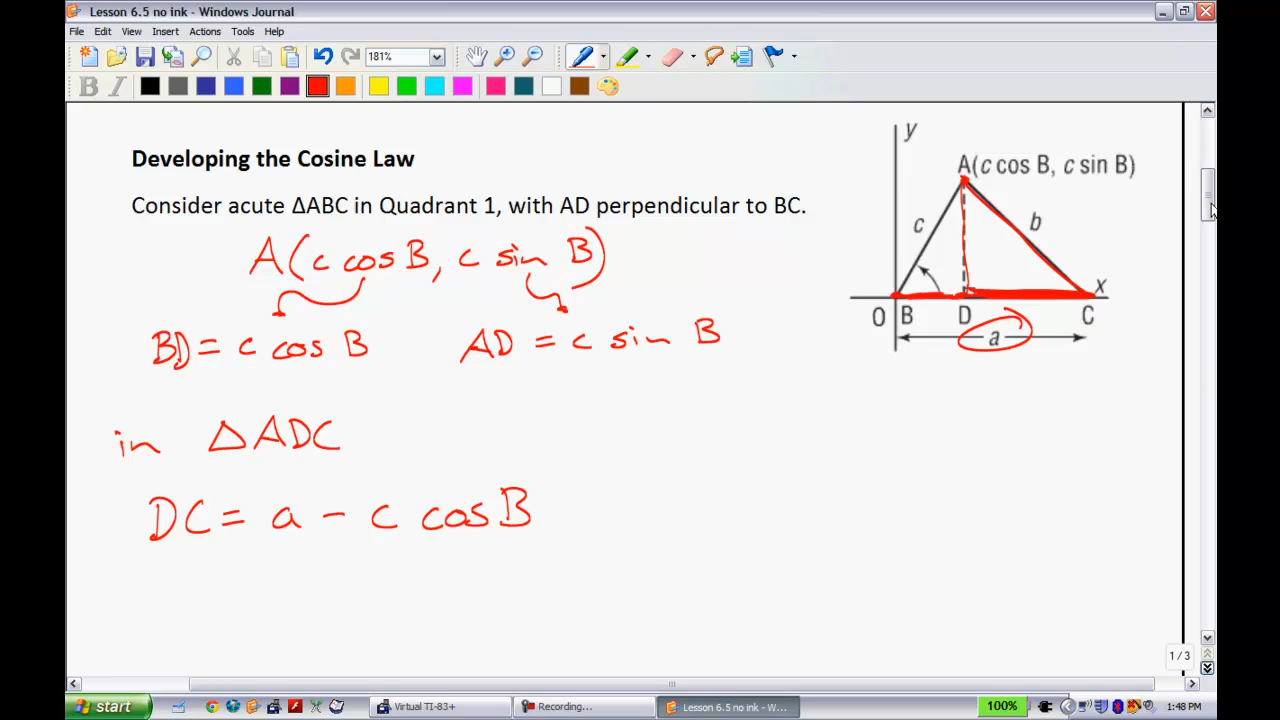 Lesson 6.5 no ink - Windows Journal
File Edit View Insert Actions Tools Help
181%
B I
Developing the Cosine Law
Consider acute ΔABC in Quadrant 1, with AD perpendicular to BC.
A(c cosB, c sin B)
BD = c cos B AD = c sin B
in ΔADC
DC = a - c cosB
y
A(c cos B, c sin B)
c b
x
O B D C
a
1 / 3
start Virtual TI-83+ Recording... Lesson 6.5 no ink - W... 100% 1:48 PM